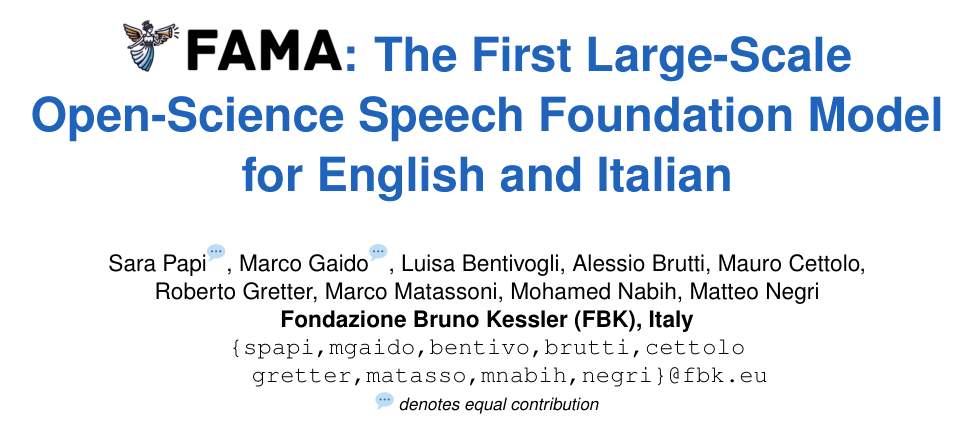 FAMA: The First Large-Scale
Open-Science Speech Foundation Model
for English and Italian
Sara Papi, Marco Gaido, Luisa Bentivogli, Alessio Brutti, Mauro Cettolo,
Roberto Gretter, Marco Matassoni, Mohamed Nabih, Matteo Negri
Fondazione Bruno Kessler (FBK), Italy
{spapi,mgaido,bentivo,brutti,cettolo
gretter,matasso,mnabih,negri}@fbk.eu
denotes equal contribution